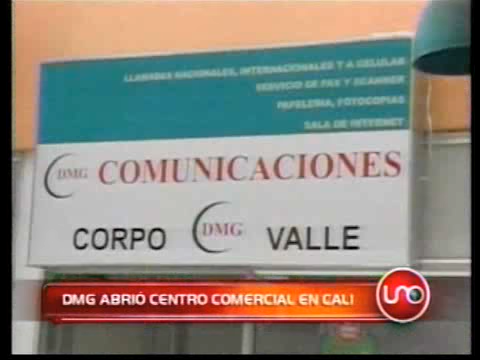 LLAMADAS NACIONALES, INTERNACIONALES Y A CELULAR
SERVICIO DE FAX Y SCANNER
PAPELERIA, FOTOCOPIAS
SALA DE INTERNET
DMG COMUNICACIONES
CORPO DMG VALLE
DMG ABRIÓ CENTRO COMERCIAL EN CALI
UNO